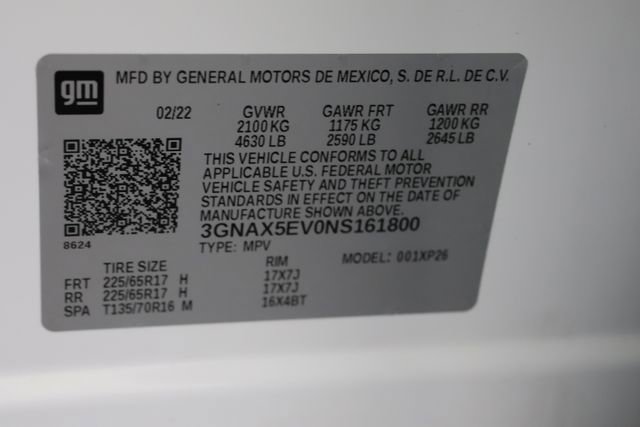 gm
MFD BY GENERAL MOTORS DE MEXICO, S. DE R.L. DE C.V.
02/22 GVWR GAWR FRT GAWR RR
2100 KG 1175 KG 1200 KG
4630 LB 2590 LB 2645 LB
THIS VEHICLE CONFORMS TO ALL
APPLICABLE U.S. FEDERAL MOTOR
VEHICLE SAFETY AND THEFT PREVENTION
STANDARDS IN EFFECT ON THE DATE OF
MANUFACTURE SHOWN ABOVE.
8624
3GNAX5EV0NS161800
TYPE: MPV MODEL: 001XP26
TIRE SIZE RIM
FRT 225/65R17 H 17X7J
RR 225/65R17 H 17X7J
SPA T135/70R16 M 16X4BT